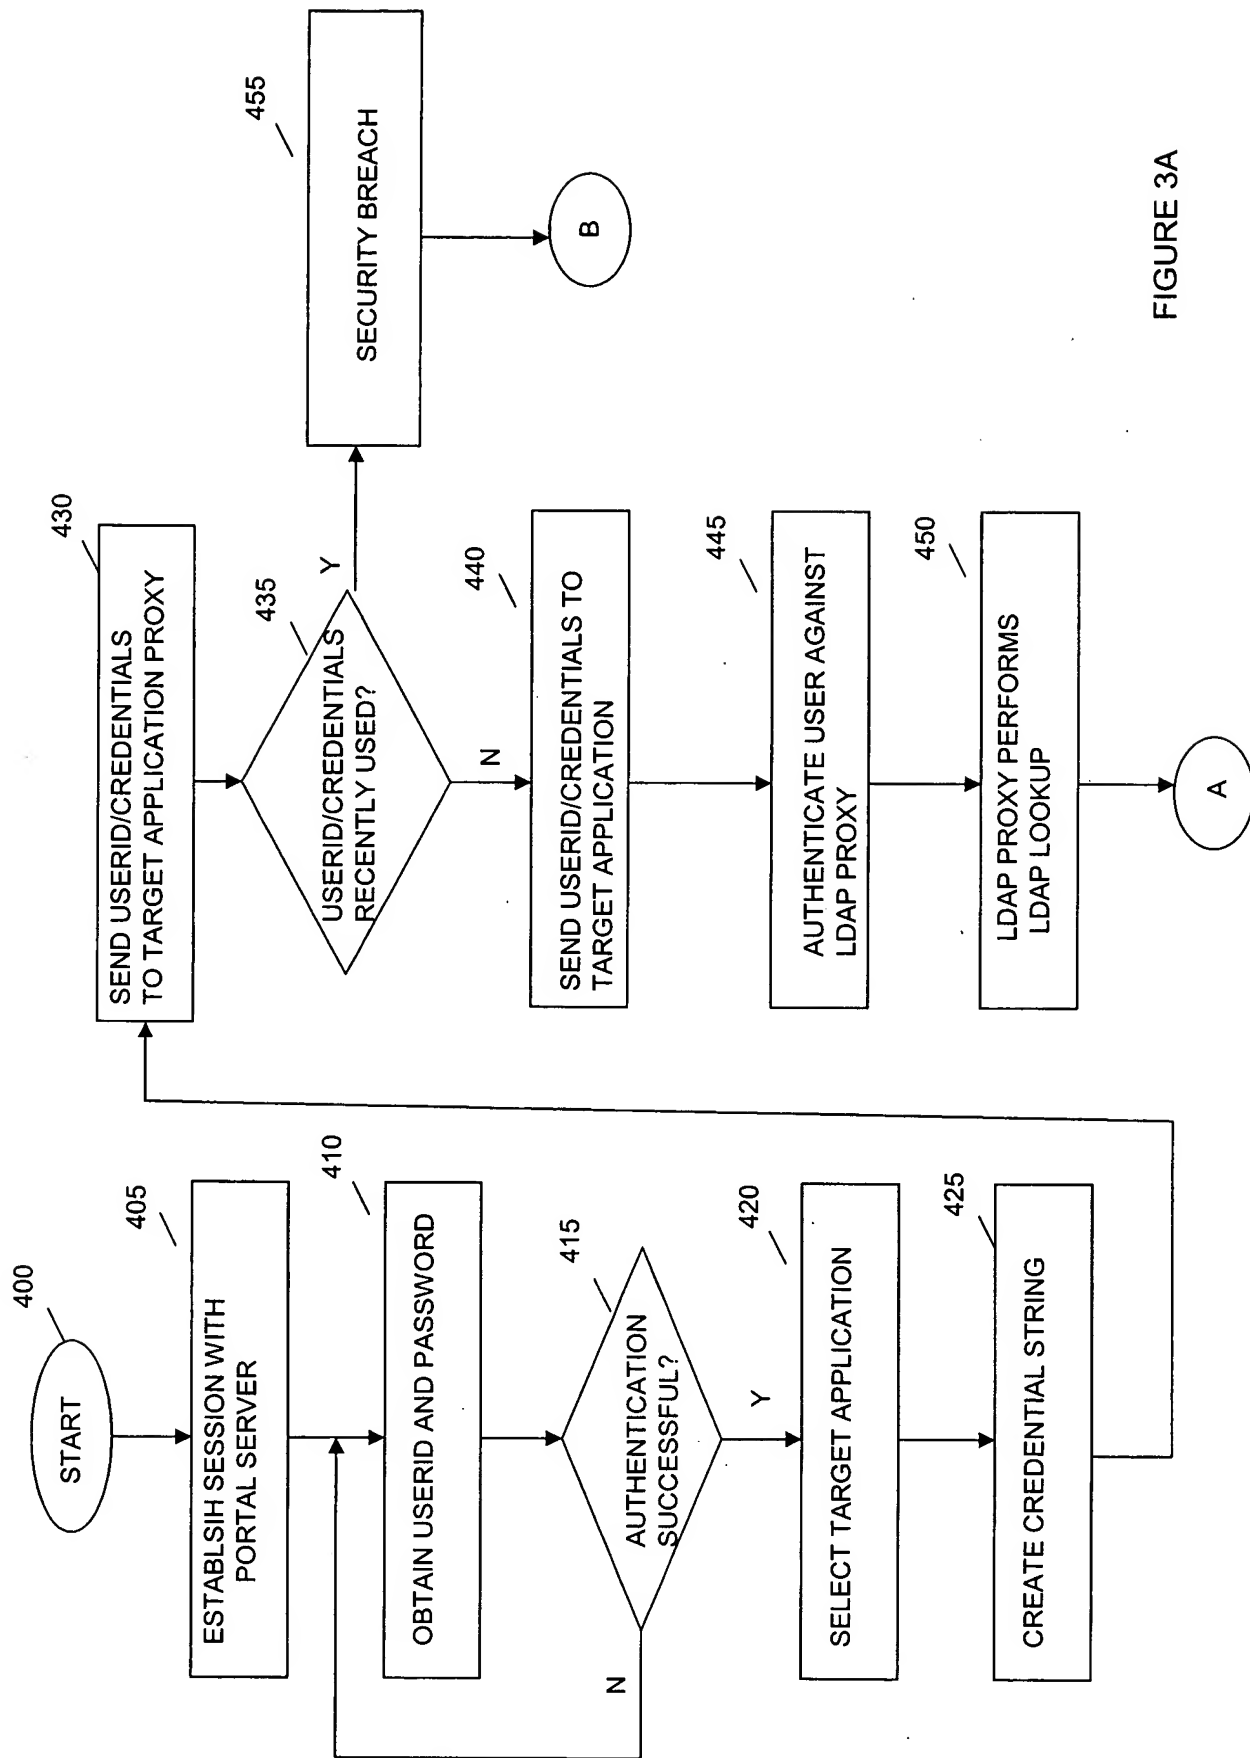 400
START
405
ESTABLSIH SESSION WITH
PORTAL SERVER
410
OBTAIN USERID AND PASSWORD
415
AUTHENTICATION
SUCCESSFUL?
N
Y
420
SELECT TARGET APPLICATION
425
CREATE CREDENTIAL STRING
430
SEND USERID/CREDENTIALS
TO TARGET APPLICATION PROXY
435
USERID/CREDENTIALS
RECENTLY USED?
Y
N
440
SEND USERID/CREDENTIALS TO
TARGET APPLICATION
445
AUTHENTICATE USER AGAINST
LDAP PROXY
450
LDAP PROXY PERFORMS
LDAP LOOKUP
A
455
SECURITY BREACH
B
FIGURE 3A